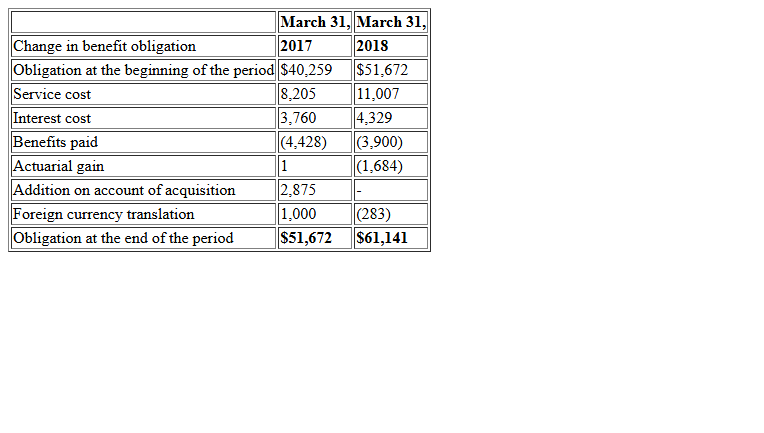 March 31, March 31,
Change in benefit obligation 2017 2018
Obligation at the beginning of the period $40,259 $51,672
Service cost 8,205 11,007
Interest cost 3,760 4,329
Benefits paid (4,428) (3,900)
Actuarial gain 1 (1,684)
Addition on account of acquisition 2,875 -
Foreign currency translation 1,000 (283)
Obligation at the end of the period $51,672 $61,141